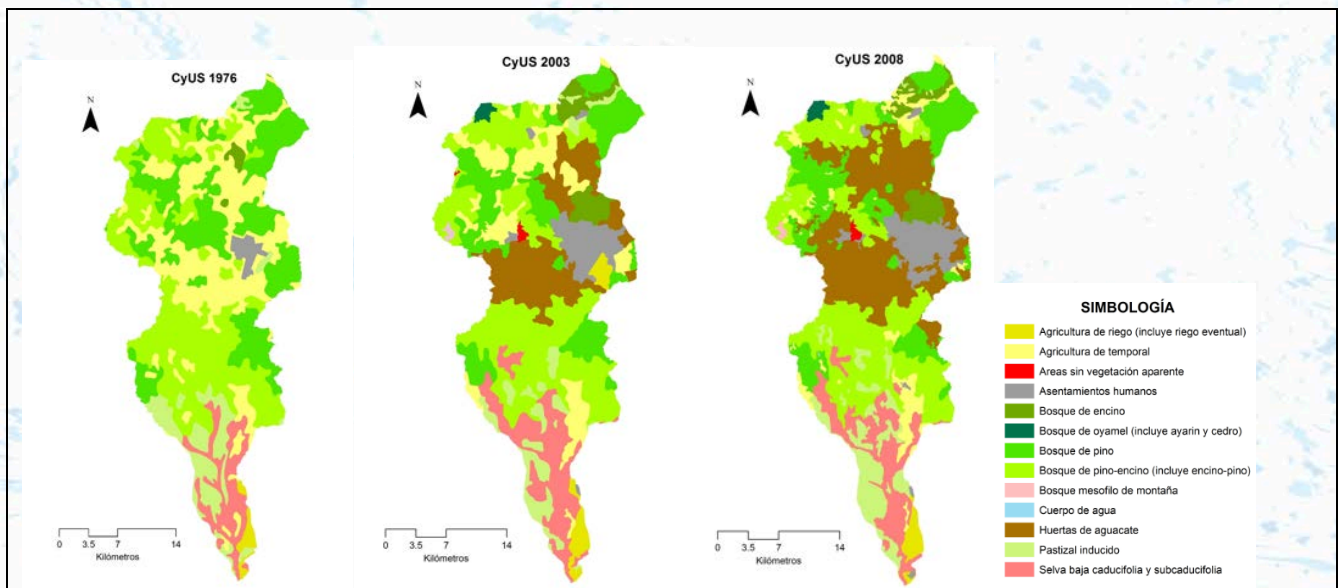 CyUS 1976
N
0 3.5 7 14
Kilómetros
CyUS 2003
N
0 3.5 7 14
Kilómetros
CyUS 2008
N
0 3.5 7 14
Kilómetros
SIMBOLOGÍA
Agricultura de riego (incluye riego eventual)
Agricultura de temporal
Areas sin vegetación aparente
Asentamientos humanos
Bosque de encino
Bosque de oyamel (incluye ayarin y cedro)
Bosque de pino
Bosque de pino-encino (incluye encino-pino)
Bosque mesofilo de montaña
Cuerpo de agua
Huertas de aguacate
Pastizal inducido
Selva baja caducifolia y subcaducifolia